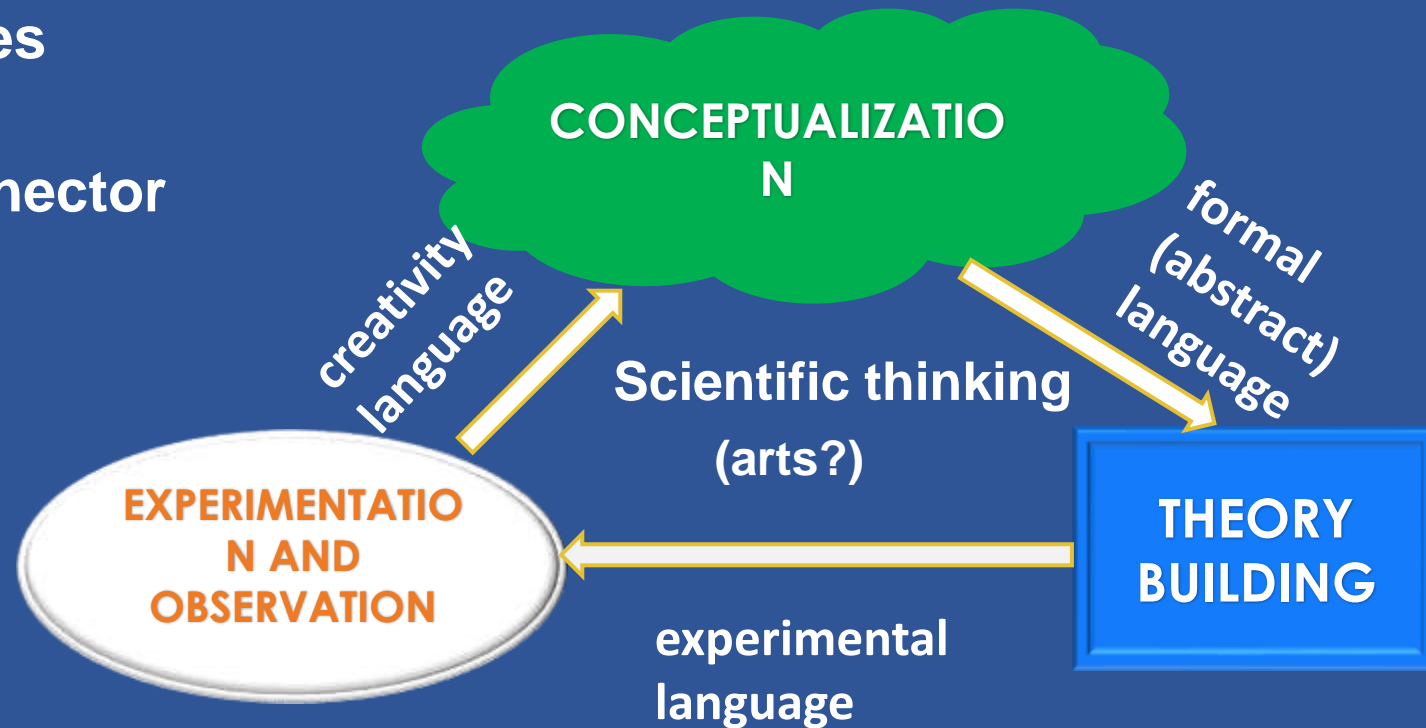 es
CONCEPTUALIZATIO
N
nector
formal
(abstract)
language
creativity
language
Scientific thinking
(arts?)
EXPERIMENTATIO
N AND
OBSERVATION
THEORY
BUILDING
experimental
language